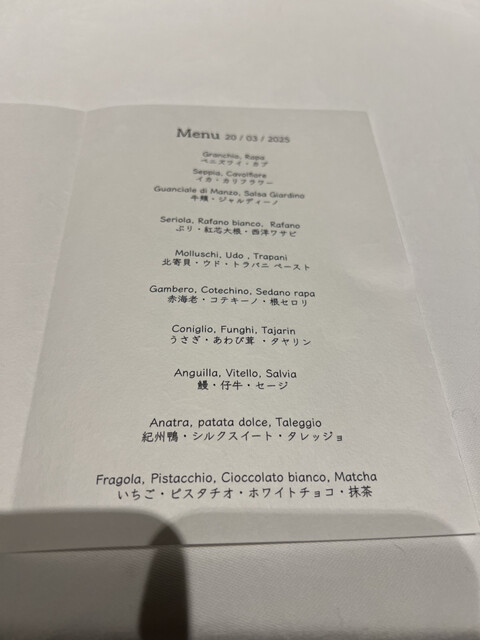 Menu 20 / 03 / 2025
Granchio, Rapa
ベニズワイ・カブ
Seppia, Cavolfiore
イカ・カリフラワー
Guanciale di Manzo, Salsa Giardino
牛頬・ジャルディーノ
Seriola, Rafano bianco, Rafano
ぶり・紅芯大根・西洋ワサビ
Molluschi, Udo , Trapani
北寄貝・ウド・トラパニ ペースト
Gambero, Cotechino, Sedano rapa
赤海老・コテキーノ・根セロリ
Coniglio, Funghi, Tajarin
うさぎ・あわび茸 ・タヤリン
Anguilla, Vitello, Salvia
鰻・仔牛・セージ
Anatra, patata dolce, Taleggio
紀州鴨・シルクスイート・タレッジョ
Fragola, Pistacchio, Cioccolato bianco, Matcha
いちご・ピスタチオ・ホワイトチョコ・抹茶